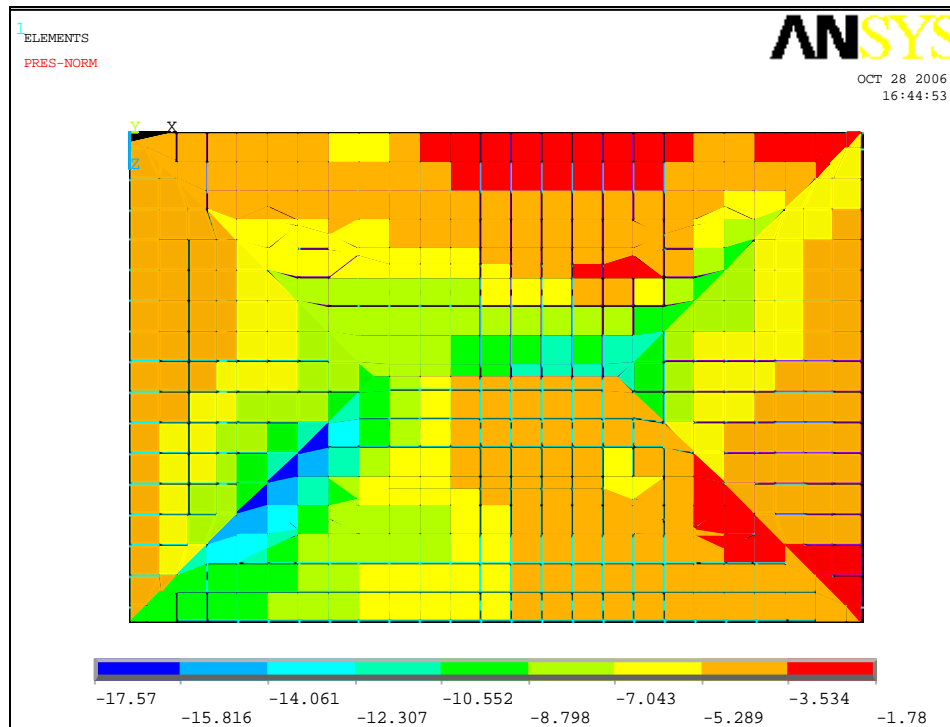 1
ELEMENTS
PRES-NORM
ANSYS
OCT 28 2006
16:44:53
Y
X
Z
-17.57
-15.816
-14.061
-12.307
-10.552
-8.798
-7.043
-5.289
-3.534
-1.78